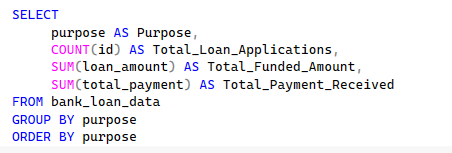 SELECT
purpose AS Purpose,
COUNT(id) AS Total_Loan_Applications,
SUM(loan_amount) AS Total_Funded_Amount,
SUM(total_payment) AS Total_Payment_Received
FROM bank_loan_data
GROUP BY purpose
ORDER BY purpose